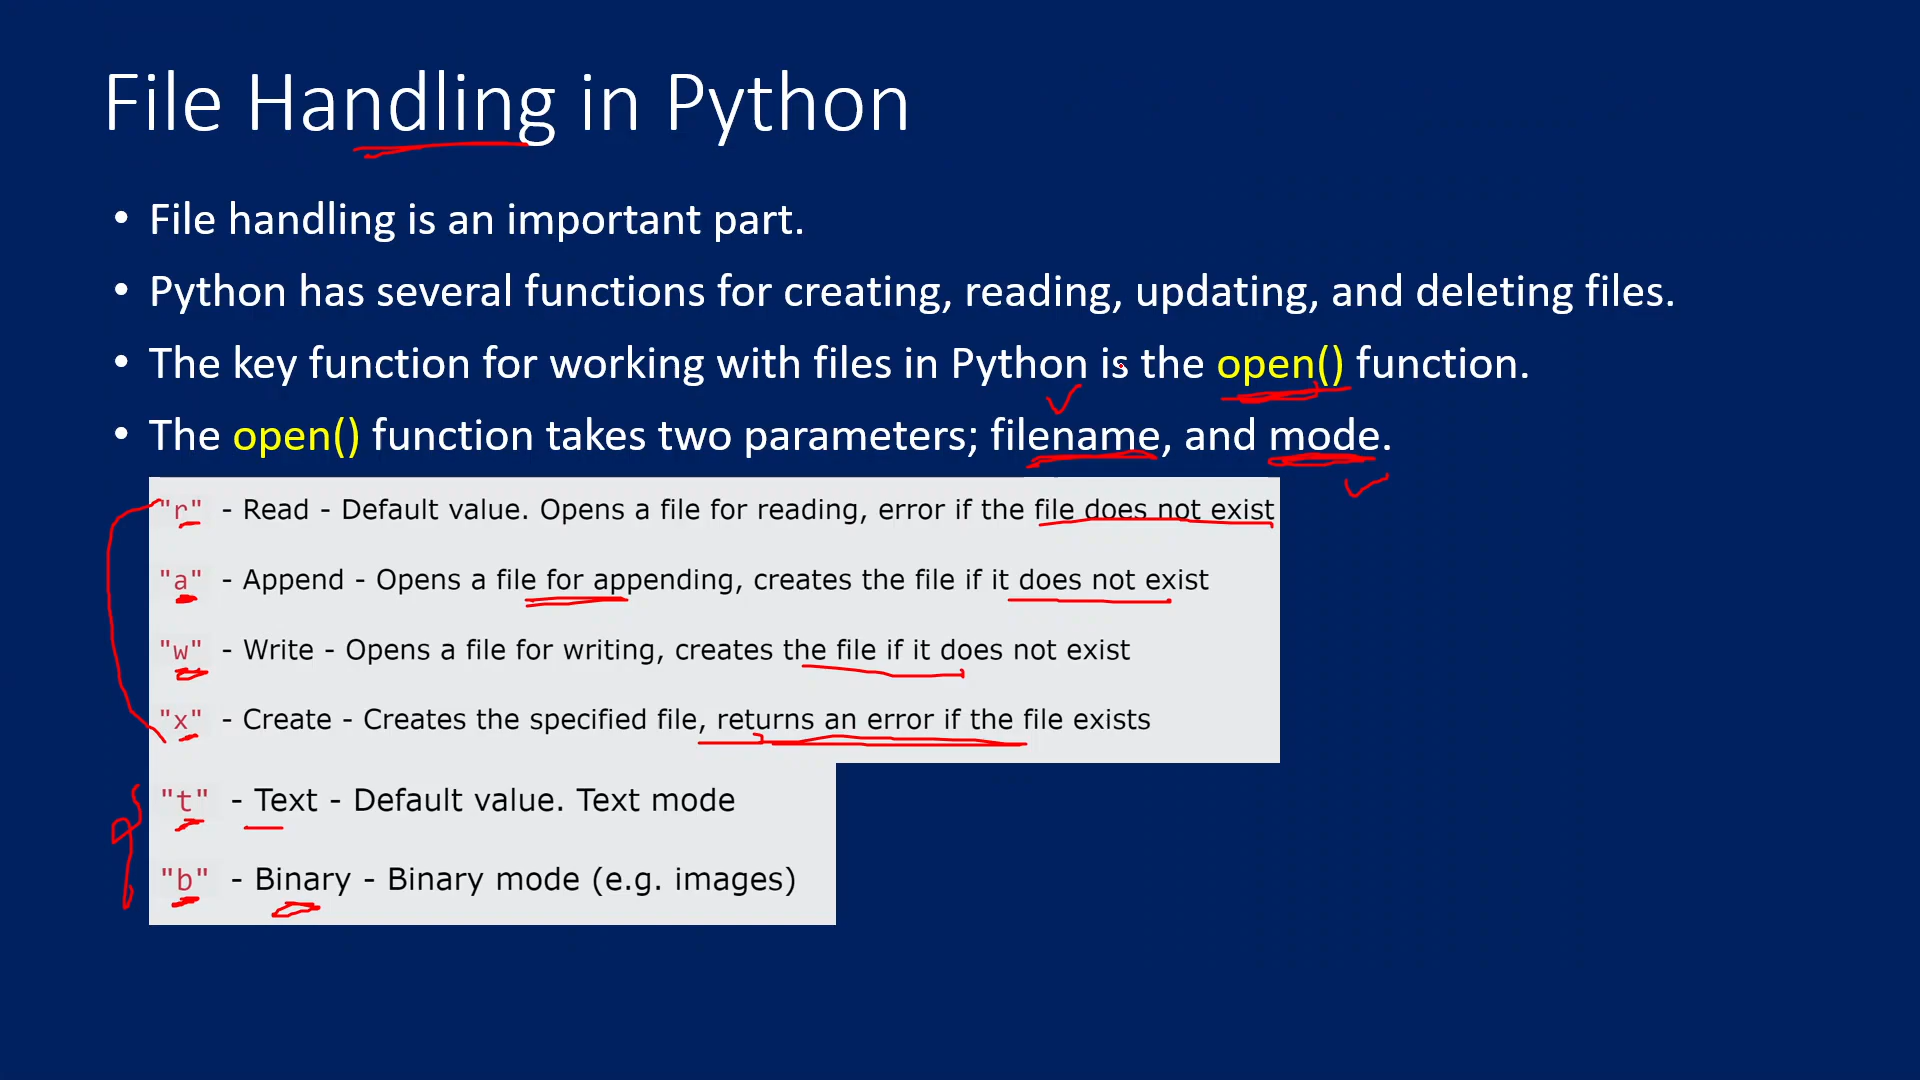 File Handling in Python
• File handling is an important part.
• Python has several functions for creating, reading, updating, and deleting files.
• The key function for working with files in Python is the open() function.
• The open() function takes two parameters; filename, and mode.
"r" - Read - Default value. Opens a file for reading, error if the file does not exist
"a" - Append - Opens a file for appending, creates the file if it does not exist
"w" - Write - Opens a file for writing, creates the file if it does not exist
"x" - Create - Creates the specified file, returns an error if the file exists
"t" - Text - Default value. Text mode
"b" - Binary - Binary mode (e.g. images)